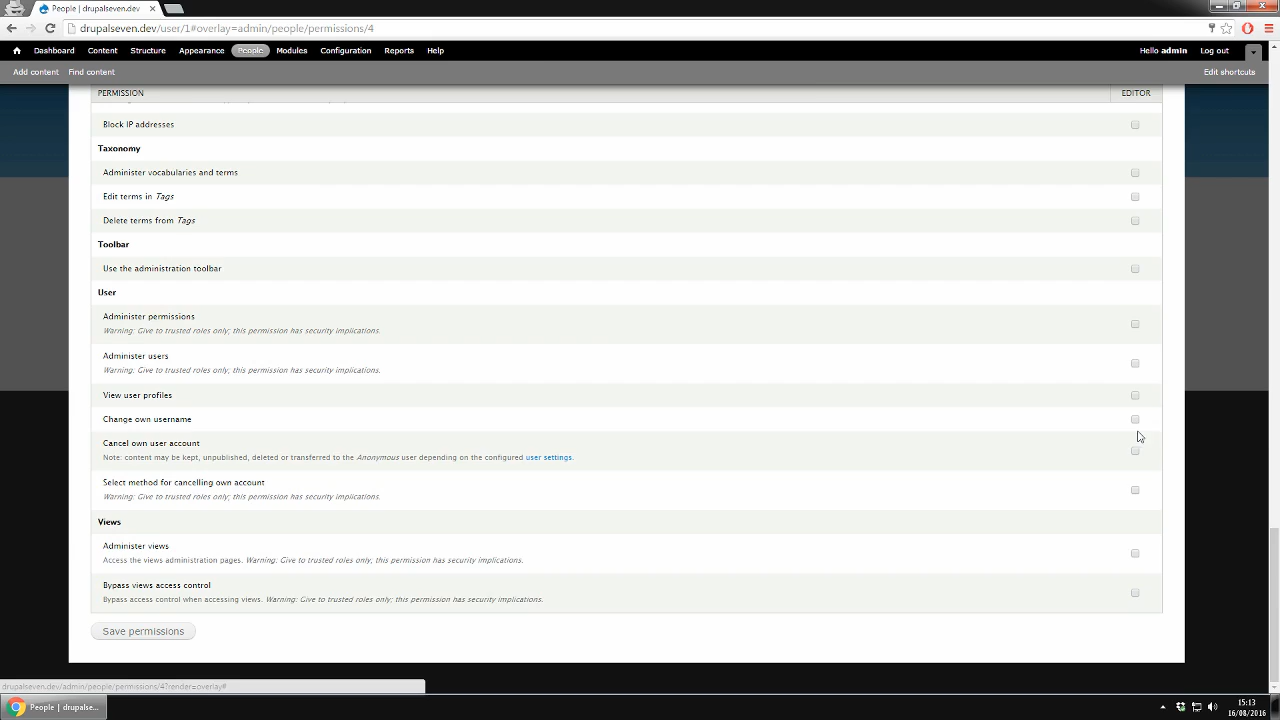 People | drupalseven.dev
drupalseven.dev/user/1#overlay=admin/people/permissions/4
Dashboard Content Structure Appearance People Modules Configuration Reports Help Hello admin Log out
Add content Find content Edit shortcuts
PERMISSION EDITOR
Block IP addresses
Taxonomy
Administer vocabularies and terms
Edit terms in Tags
Delete terms from Tags
Toolbar
Use the administration toolbar
User
Administer permissions
Warning: Give to trusted roles only; this permission has security implications.
Administer users
Warning: Give to trusted roles only; this permission has security implications.
View user profiles
Change own username
Cancel own user account
Note: content may be kept, unpublished, deleted or transferred to the Anonymous user depending on the configured user settings.
Select method for cancelling own account
Warning: Give to trusted roles only; this permission has security implications.
Views
Administer views
Access the views administration pages. Warning: Give to trusted roles only; this permission has security implications.
Bypass views access control
Bypass access control when accessing views. Warning: Give to trusted roles only; this permission has security implications.
Save permissions
drupalseven.dev/admin/people/permissions/4?render=overlay#
People | drupalse...
15:13
16/08/2016